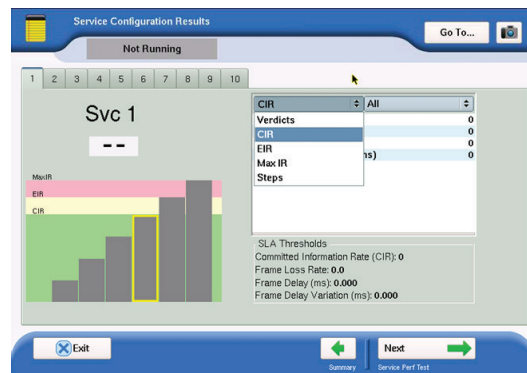 Service Configuration Results
Go To...
Not Running
1 2 3 4 5 6 7 8 9 10
Svc 1
--
CIR All
Verdicts 0
CIR 0
EIR 0
Max IR ns) 0
Steps
MaxIR
EIR
CIR
SLA Thresholds
Committed Information Rate (CIR): 0
Frame Loss Rate: 0.0
Frame Delay (ms): 0.000
Frame Delay Variation (ms): 0.000
Exit
Next
Summary
Service Perf Test